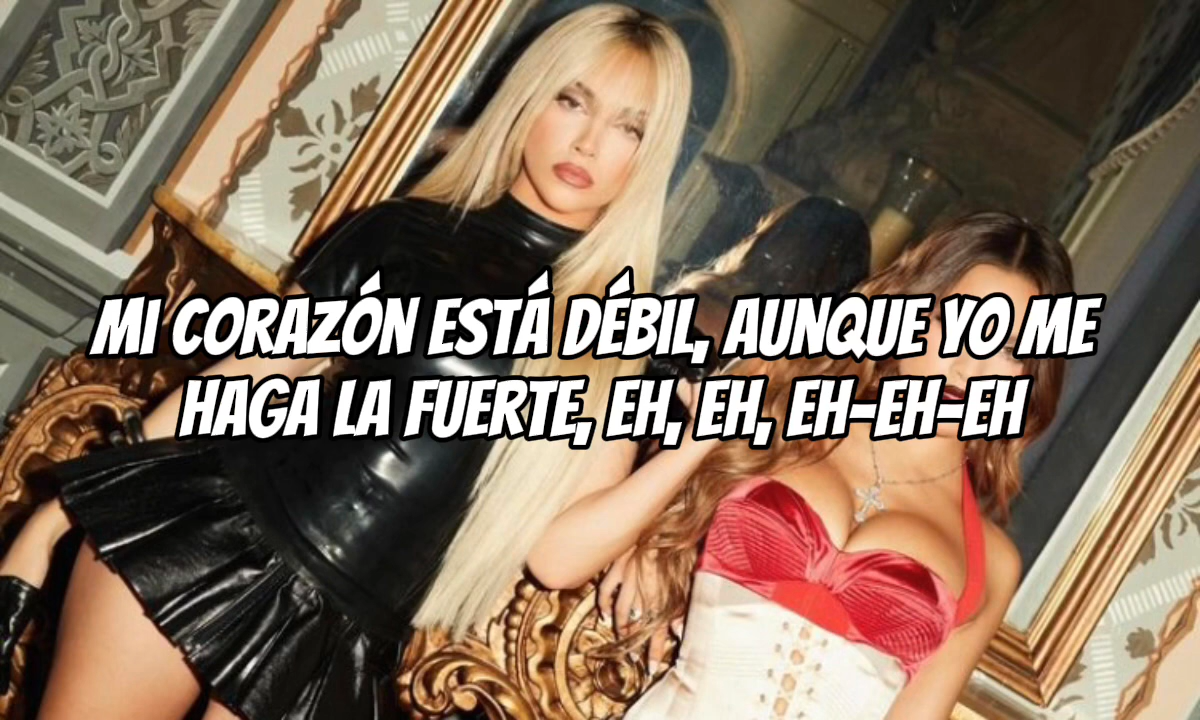 MI CORAZÓN ESTÁ DÉBIL, AUNQUE YO ME
HAGA LA FUERTE, EH, EH, EH-EH-EH